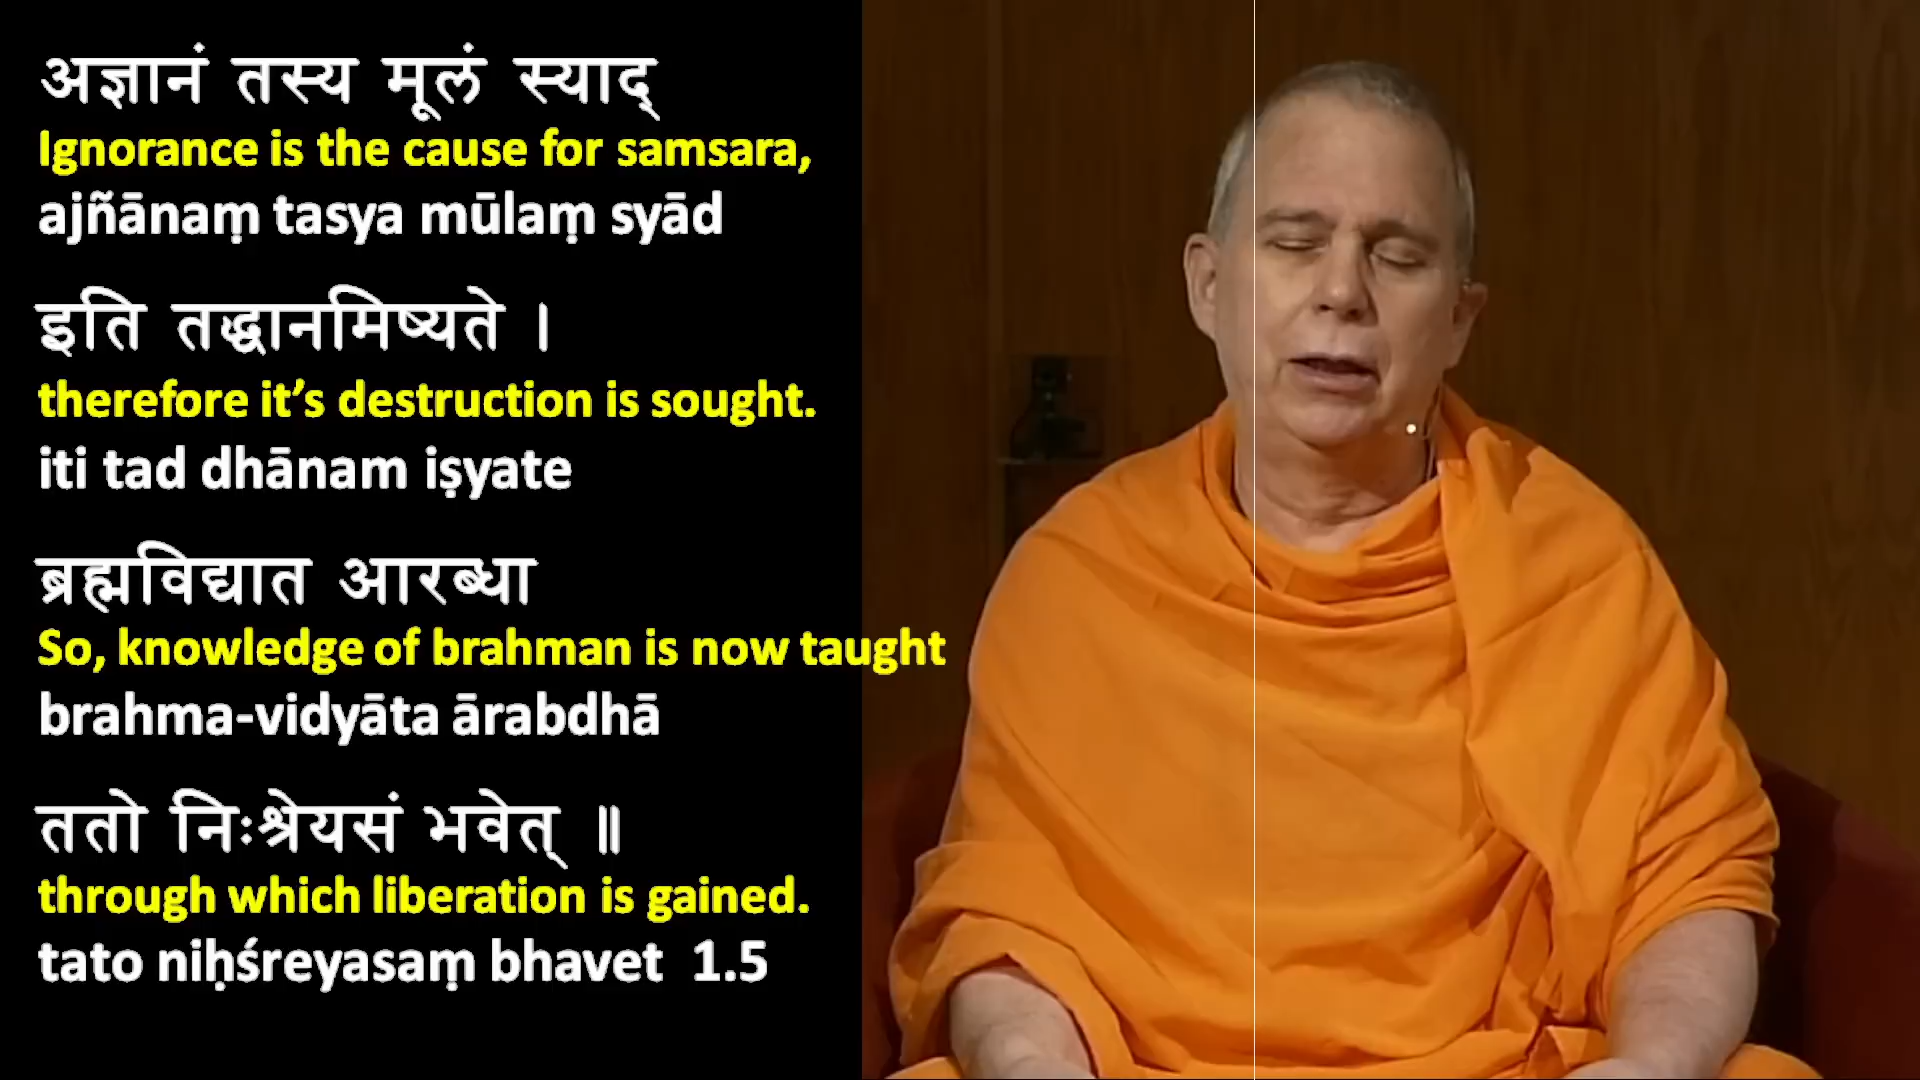 अज्ञानं तस्य मूलं स्याद्
Ignorance is the cause for samsara,
ajñānaṃ tasya mūlaṃ syād
इति तद्धानमिष्यते ।
therefore it’s destruction is sought.
iti tad dhānam iṣyate
ब्रह्मविद्यात आरब्धा
So, knowledge of brahman is now taught
brahma-vidyāta ārabdhā
ततो निःश्रेयसं भवेत् ॥
through which liberation is gained.
tato niḥśreyasaṃ bhavet 1.5